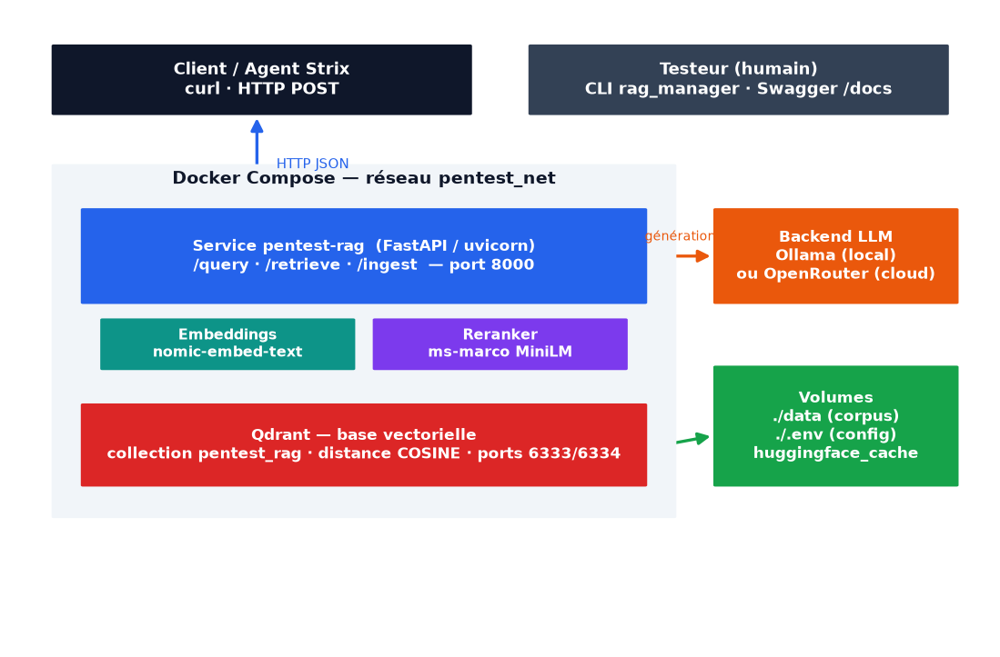 Client / Agent Strix
curl · HTTP POST
Testeur (humain)
CLI rag_manager · Swagger /docs
HTTP JSON
Docker Compose — réseau pentest_net
Service pentest-rag (FastAPI / uvicorn)
/query · /retrieve · /ingest — port 8000
génération
Backend LLM
Ollama (local)
ou OpenRouter (cloud)
Embeddings
nomic-embed-text
Reranker
ms-marco MiniLM
Qdrant — base vectorielle
collection pentest_rag · distance COSINE · ports 6333/6334
Volumes
./data (corpus)
./.env (config)
huggingface_cache